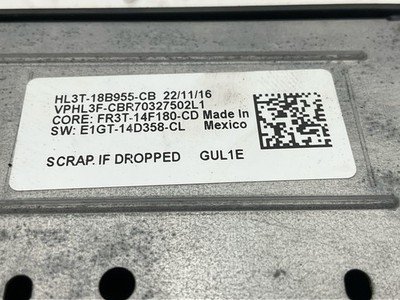 HL3T-18B955-CB 22/11/16
VPHL3F-CBR70327502L1
CORE: FR3T-14F180-CD Made In
SW: E1GT-14D358-CL Mexico
SCRAP IF DROPPED GUL1E